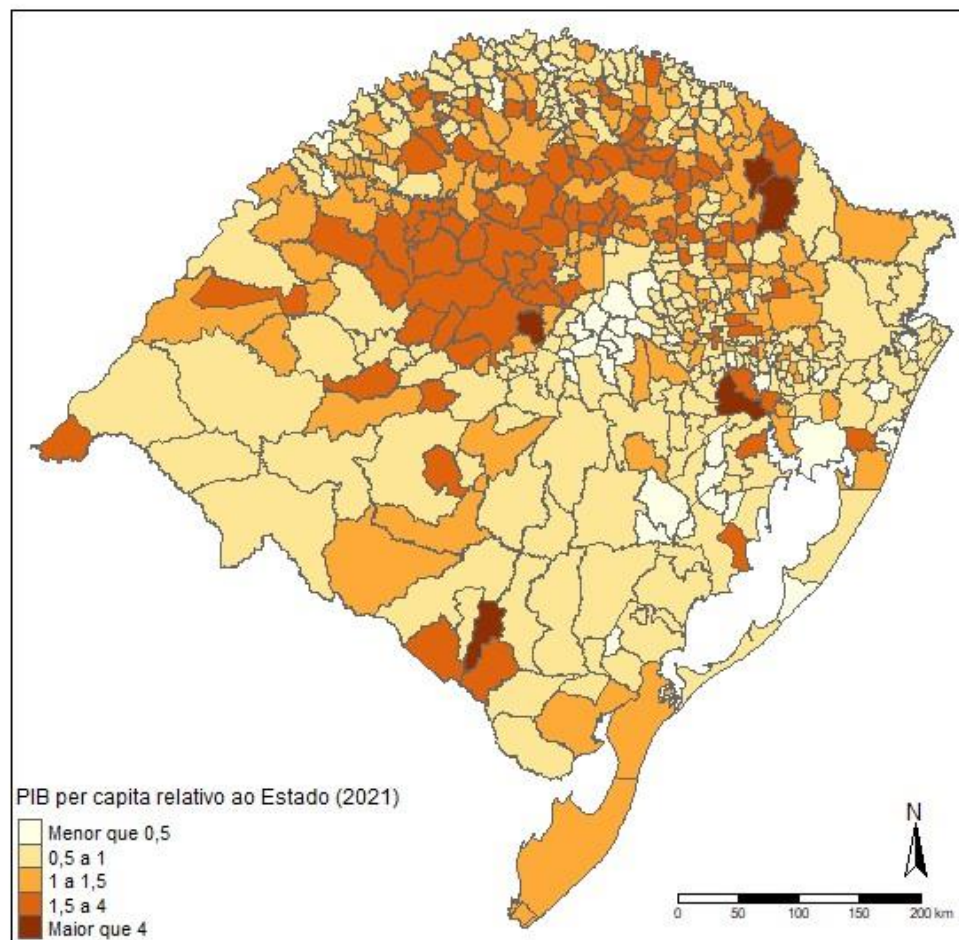 PIB per capita relativo ao Estado (2021)
Menor que 0,5
0,5 a 1
1 a 1,5
1,5 a 4
Maior que 4
N
0 50 100 150 200 km